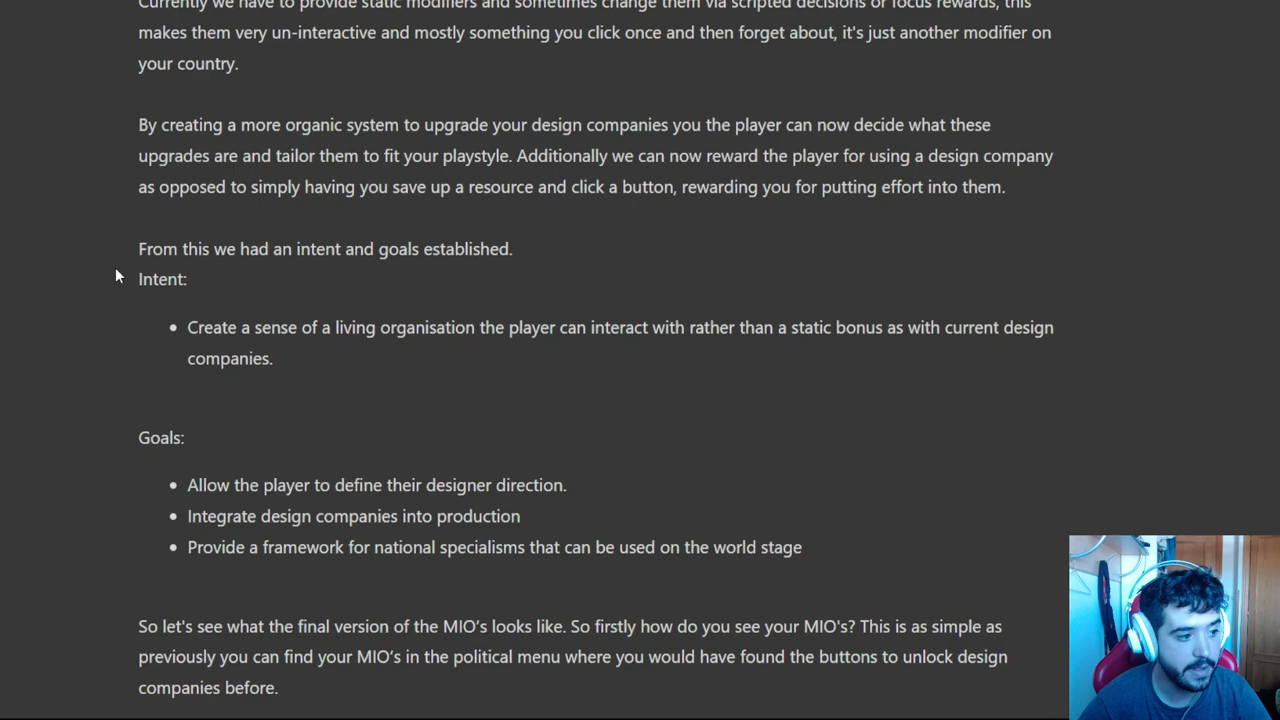 Currently we have to provide static modifiers and sometimes change them via scripted decisions or focus rewards, this
makes them very un-interactive and mostly something you click once and then forget about, it's just another modifier on
your country.
By creating a more organic system to upgrade your design companies you the player can now decide what these
upgrades are and tailor them to fit your playstyle. Additionally we can now reward the player for using a design company
as opposed to simply having you save up a resource and click a button, rewarding you for putting effort into them.
From this we had an intent and goals established.
Intent:
• Create a sense of a living organisation the player can interact with rather than a static bonus as with current design
companies.
Goals:
• Allow the player to define their designer direction.
• Integrate design companies into production
• Provide a framework for national specialisms that can be used on the world stage
So let's see what the final version of the MIO’s looks like. So firstly how do you see your MIO's? This is as simple as
previously you can find your MIO’s in the political menu where you would have found the buttons to unlock design
companies before.